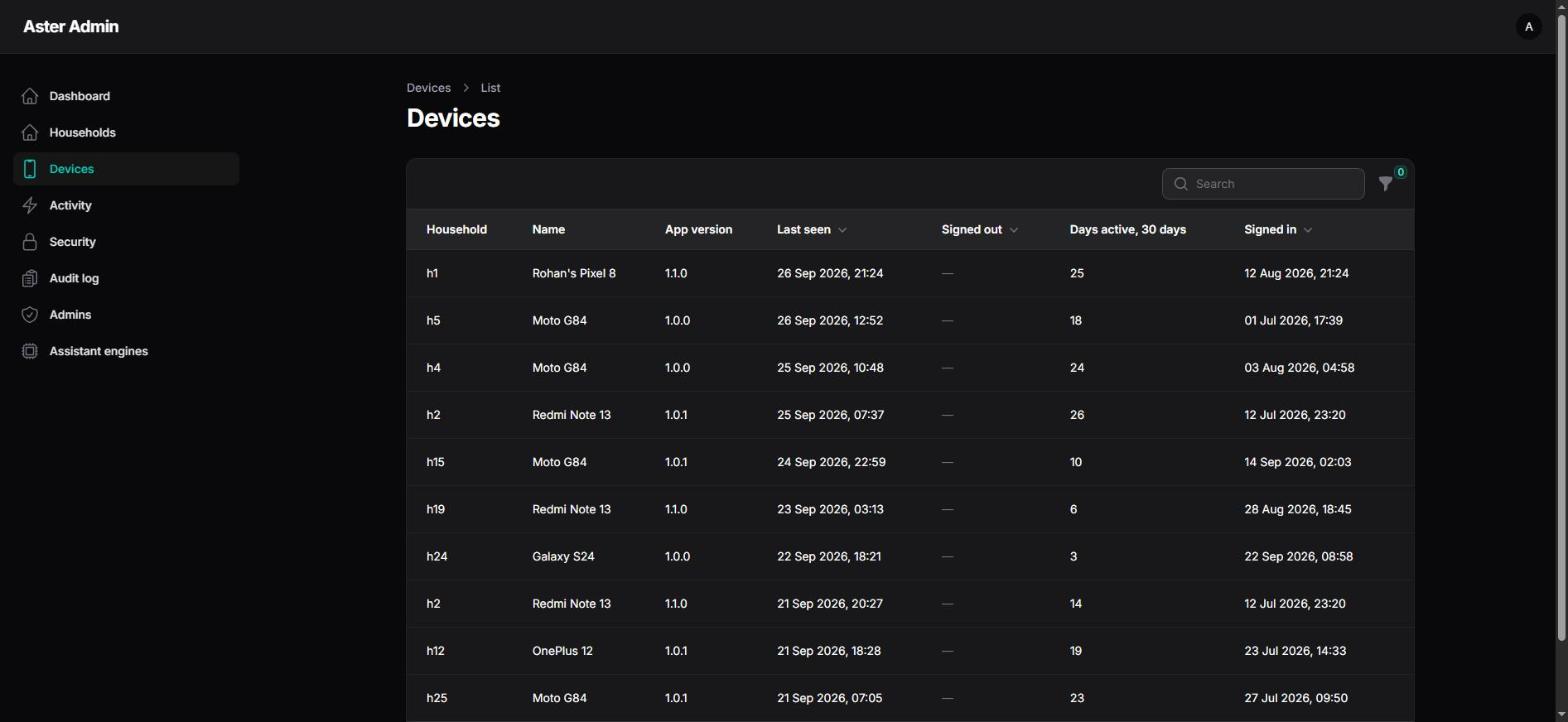 Aster Admin
A
Dashboard
Households
Devices
Activity
Security
Audit log
Admins
Assistant engines
Devices > List
Devices
Search
0
Household Name App version Last seen Signed out Days active, 30 days Signed in
h1 Rohan's Pixel 8 1.1.0 26 Sep 2026, 21:24 — 25 12 Aug 2026, 21:24
h5 Moto G84 1.0.0 26 Sep 2026, 12:52 — 18 01 Jul 2026, 17:39
h4 Moto G84 1.0.0 25 Sep 2026, 10:48 — 24 03 Aug 2026, 04:58
h2 Redmi Note 13 1.0.1 25 Sep 2026, 07:37 — 26 12 Jul 2026, 23:20
h15 Moto G84 1.0.1 24 Sep 2026, 22:59 — 10 14 Sep 2026, 02:03
h19 Redmi Note 13 1.1.0 23 Sep 2026, 03:13 — 6 28 Aug 2026, 18:45
h24 Galaxy S24 1.0.0 22 Sep 2026, 18:21 — 3 22 Sep 2026, 08:58
h2 Redmi Note 13 1.1.0 21 Sep 2026, 20:27 — 14 12 Jul 2026, 23:20
h12 OnePlus 12 1.0.1 21 Sep 2026, 18:28 — 19 23 Jul 2026, 14:33
h25 Moto G84 1.0.1 21 Sep 2026, 07:05 — 23 27 Jul 2026, 09:50